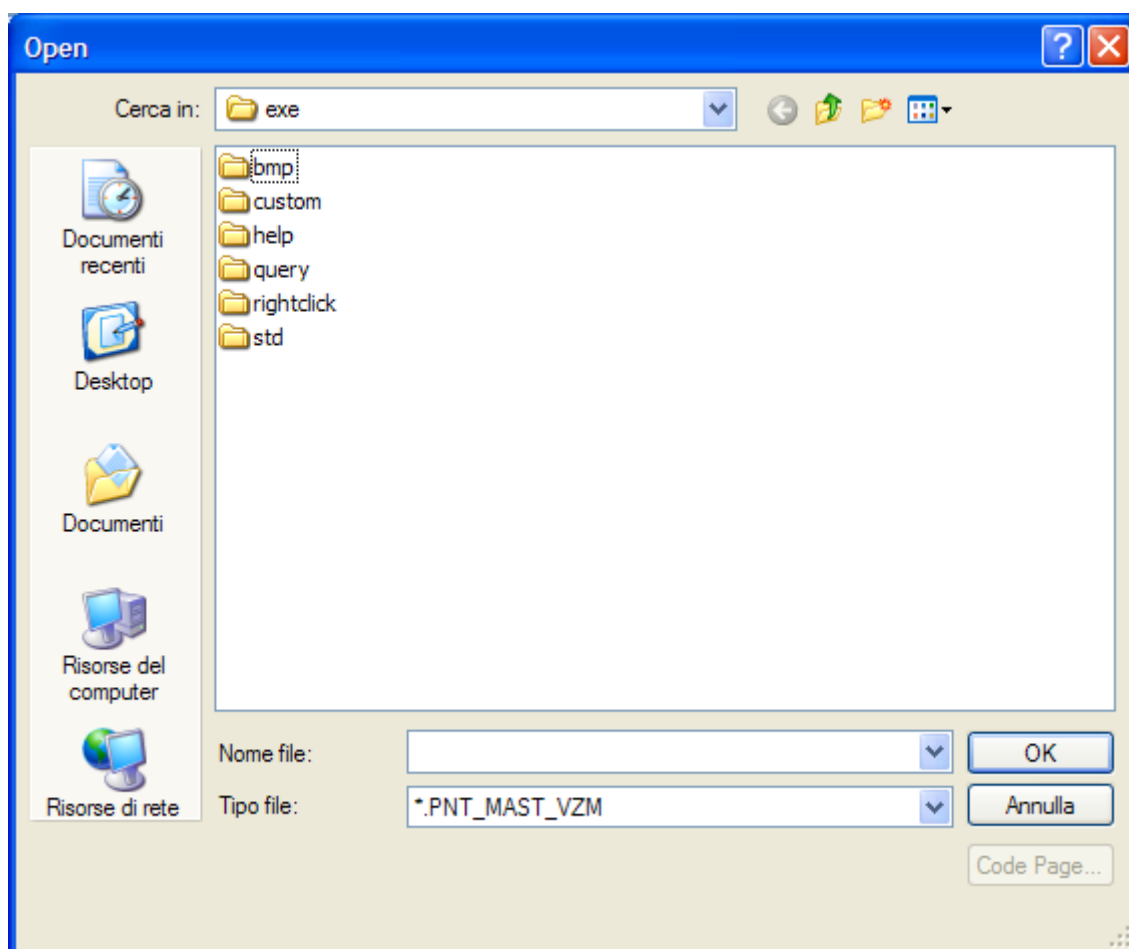 Open
Cerca in:
exe
bmp
custom
help
query
rightclick
std
Documenti
recenti
Desktop
Documenti
Risorse del
computer
Risorse di rete
Nome file:
OK
Tipo file:
*.PNT_MAST_VZM
Annulla
Code Page...